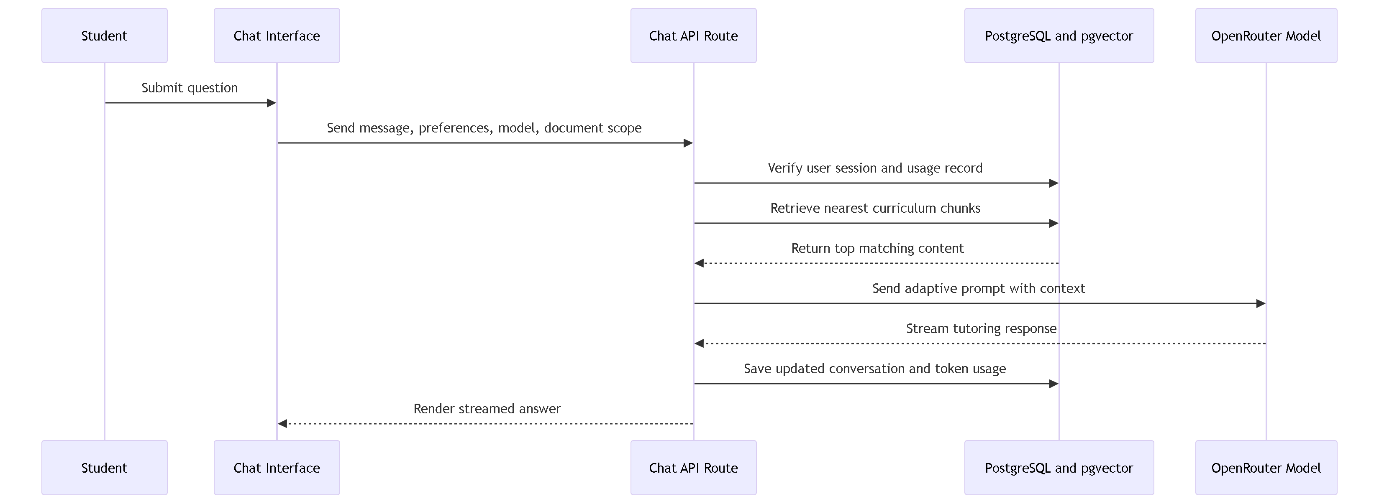 Student
Chat Interface
Chat API Route
PostgreSQL and pgvector
OpenRouter Model
Submit question
Send message, preferences, model, document scope
Verify user session and usage record
Retrieve nearest curriculum chunks
Return top matching content
Send adaptive prompt with context
Stream tutoring response
Save updated conversation and token usage
Render streamed answer
Student
Chat Interface
Chat API Route
PostgreSQL and pgvector
OpenRouter Model